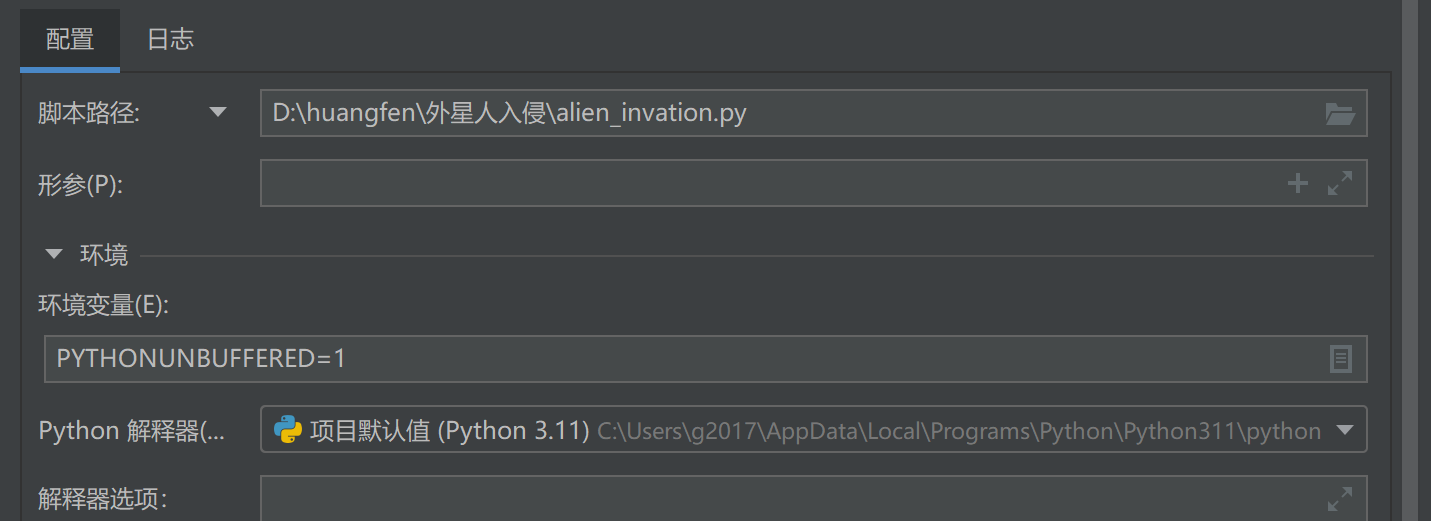 配置 日志
脚本路径: D:\huangfen\外星人入侵\alien_invation.py
形参(P):
环境
环境变量(E):
PYTHONUNBUFFERED=1
Python 解释器(... 项目默认值 (Python 3.11) C:\Users\g2017\AppData\Local\Programs\Python\Python311\python
解释器选项: